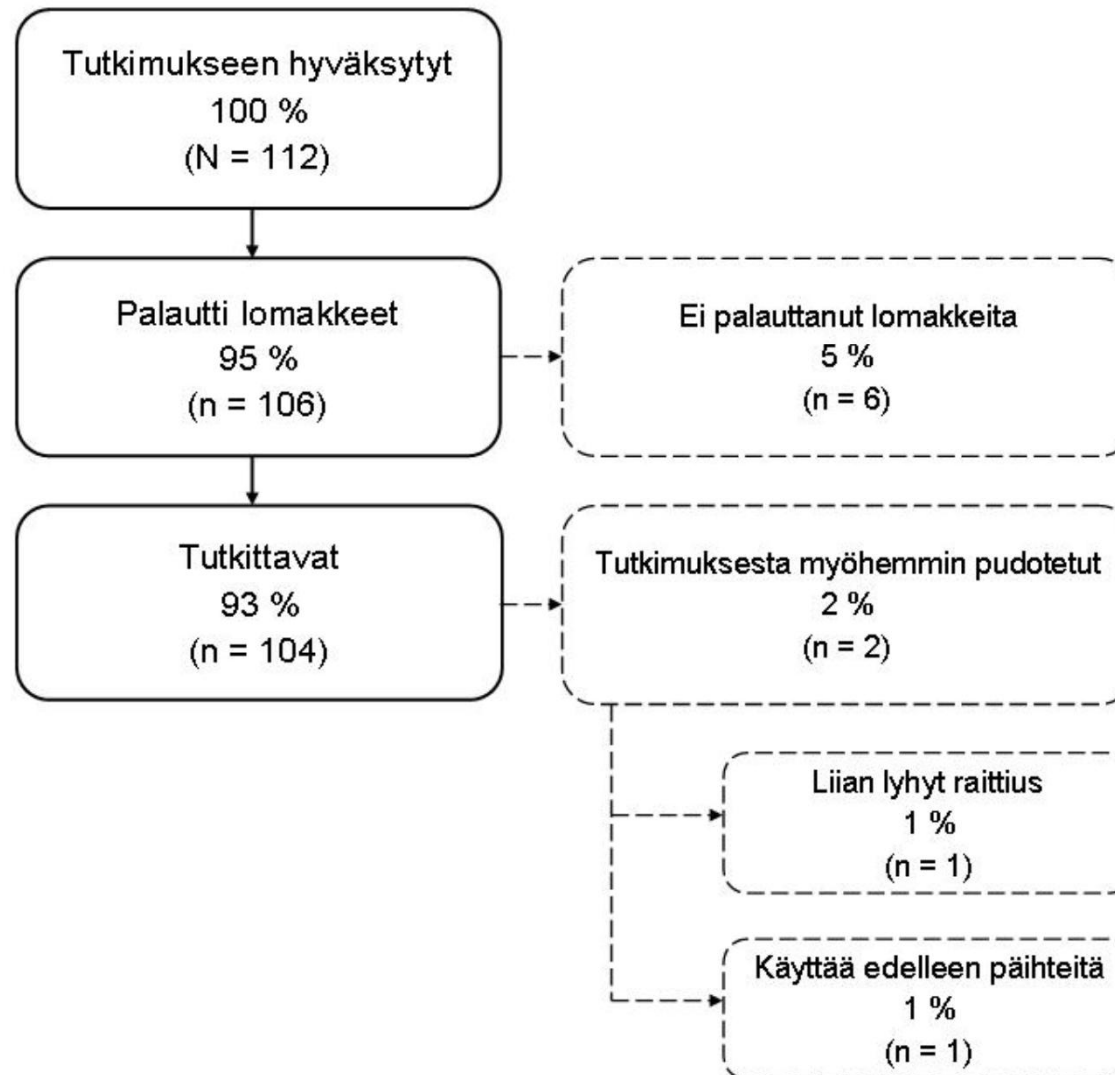 Tutkimukseen hyväksytyt
100 %
(N = 112)
Palautti lomakkeet
95 %
(n = 106)
Ei palauttanut lomakkeita
5 %
(n = 6)
Tutkittavat
93 %
(n = 104)
Tutkimuksesta myöhemmin pudotetut
2 %
(n = 2)
Liian lyhyt raittius
1 %
(n = 1)
Käyttää edelleen päihteitä
1 %
(n = 1)